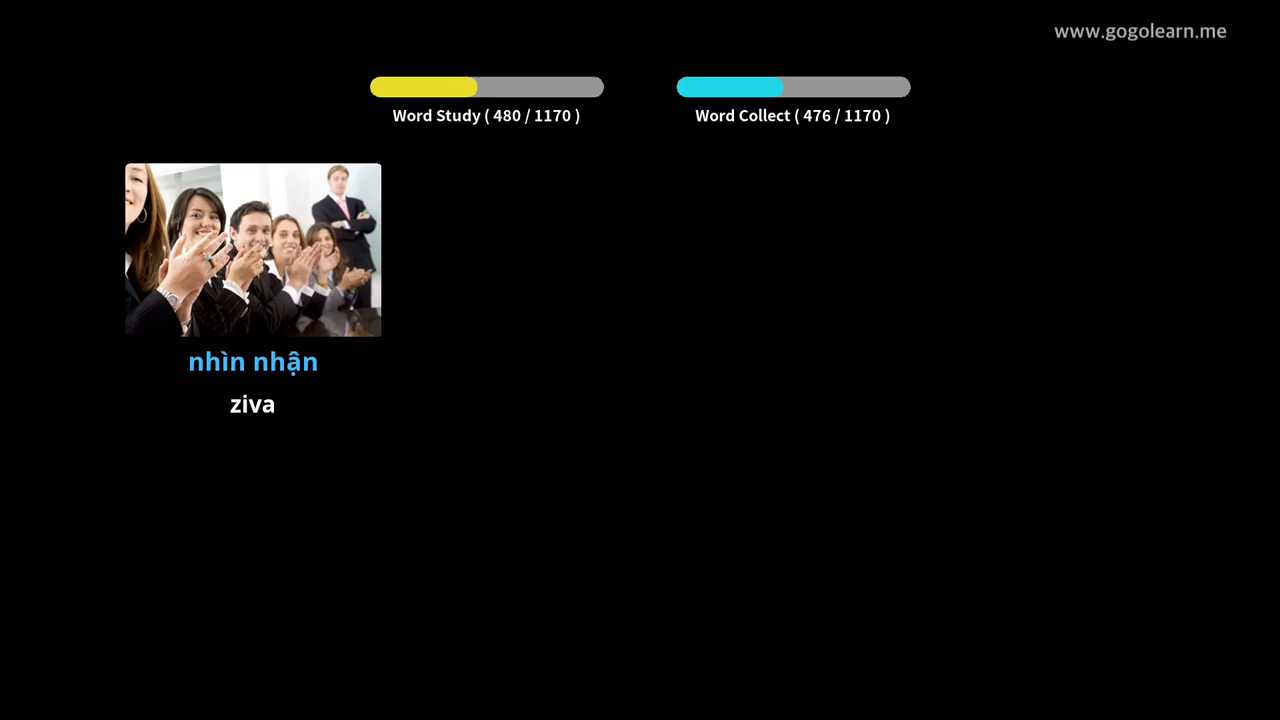 www.gogolearn.me
Word Study ( 480 / 1170 )
Word Collect ( 476 / 1170 )
nhìn nhận
ziva